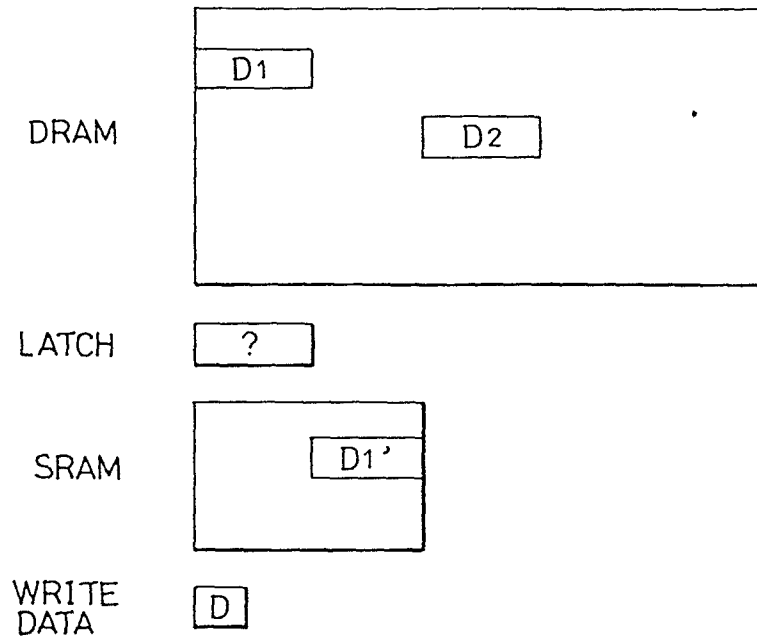 D1
DRAM
D2
LATCH
?
SRAM
D1'
WRITE
DATA
D